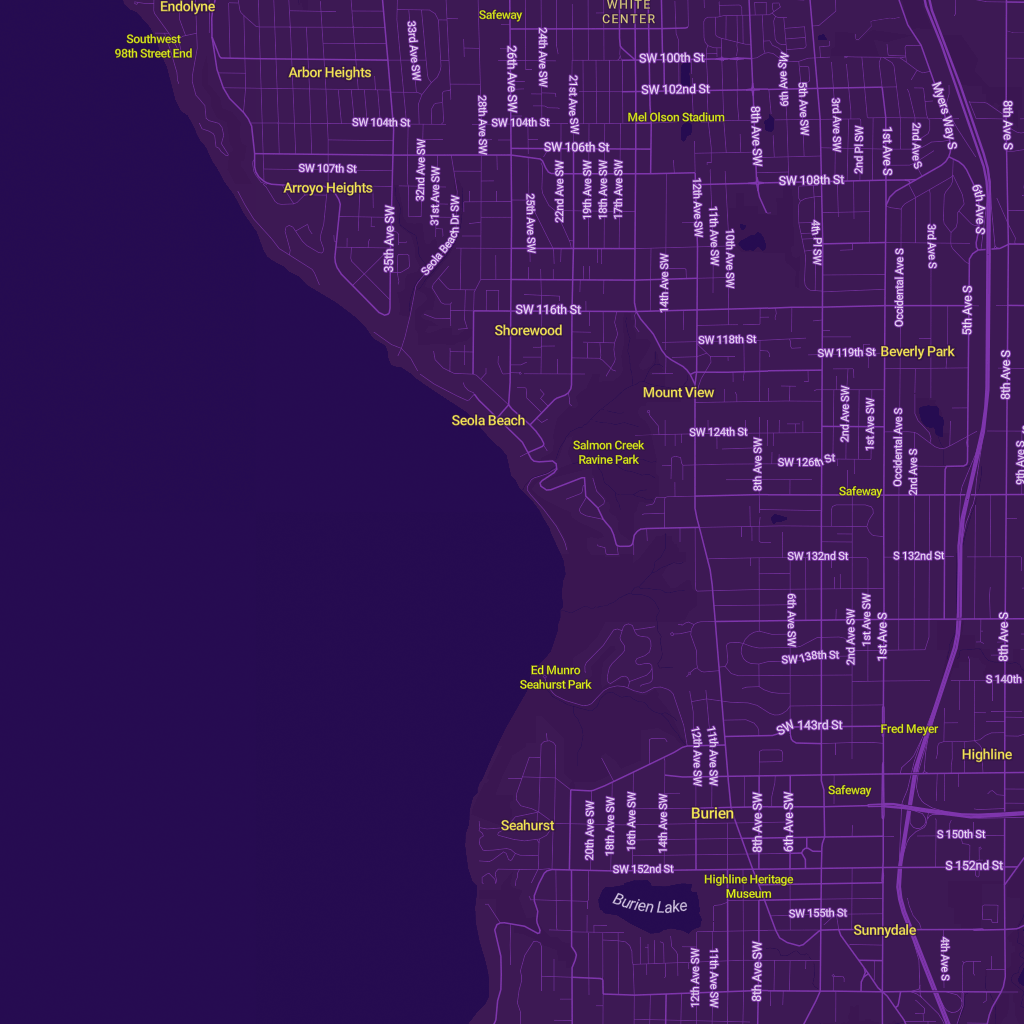 Endolyne
WHITE
CENTER
Safeway
Southwest
98th Street End
33rd Ave SW
26th Ave SW
24th Ave SW
SW 100th St
6th Ave SW
Arbor Heights
21st Ave SW
SW 102nd St
5th Ave SW
28th Ave SW
Mel Olson Stadium
8th Ave SW
3rd Ave SW
2nd Pl SW
1st Ave S
2nd Ave S
Myers Way S
8th Ave S
SW 104th St
SW 104th St
SW 106th St
SW 107th St
Arroyo Heights
32nd Ave SW
31st Ave SW
22nd Ave SW
19th Ave SW
18th Ave SW
17th Ave SW
SW 108th St
35th Ave SW
Seola Beach Dr SW
25th Ave SW
12th Ave SW
11th Ave SW
10th Ave SW
4th Pl SW
3rd Ave S
6th Ave S
14th Ave SW
Occidental Ave S
5th Ave S
SW 116th St
Shorewood
SW 118th St
SW 119th St
Beverly Park
8th Ave S
Mount View
2nd Ave SW
1st Ave SW
Seola Beach
SW 124th St
Occidental Ave S
2nd Ave S
Salmon Creek
Ravine Park
8th Ave SW
SW 126th St
Safeway
SW 132nd St
S 132nd St
6th Ave SW
2nd Ave SW
1st Ave SW
1st Ave S
8th Ave S
SW 138th St
Ed Munro
Seahurst Park
S 140th
SW 143rd St
Fred Meyer
12th Ave SW
11th Ave SW
Highline
Safeway
20th Ave SW
18th Ave SW
16th Ave SW
14th Ave SW
Burien
8th Ave SW
6th Ave SW
Seahurst
S 150th St
SW 152nd St
S 152nd St
Highline Heritage
Museum
Burien Lake
SW 155th St
Sunnydale
12th Ave SW
11th Ave SW
8th Ave SW
4th Ave S